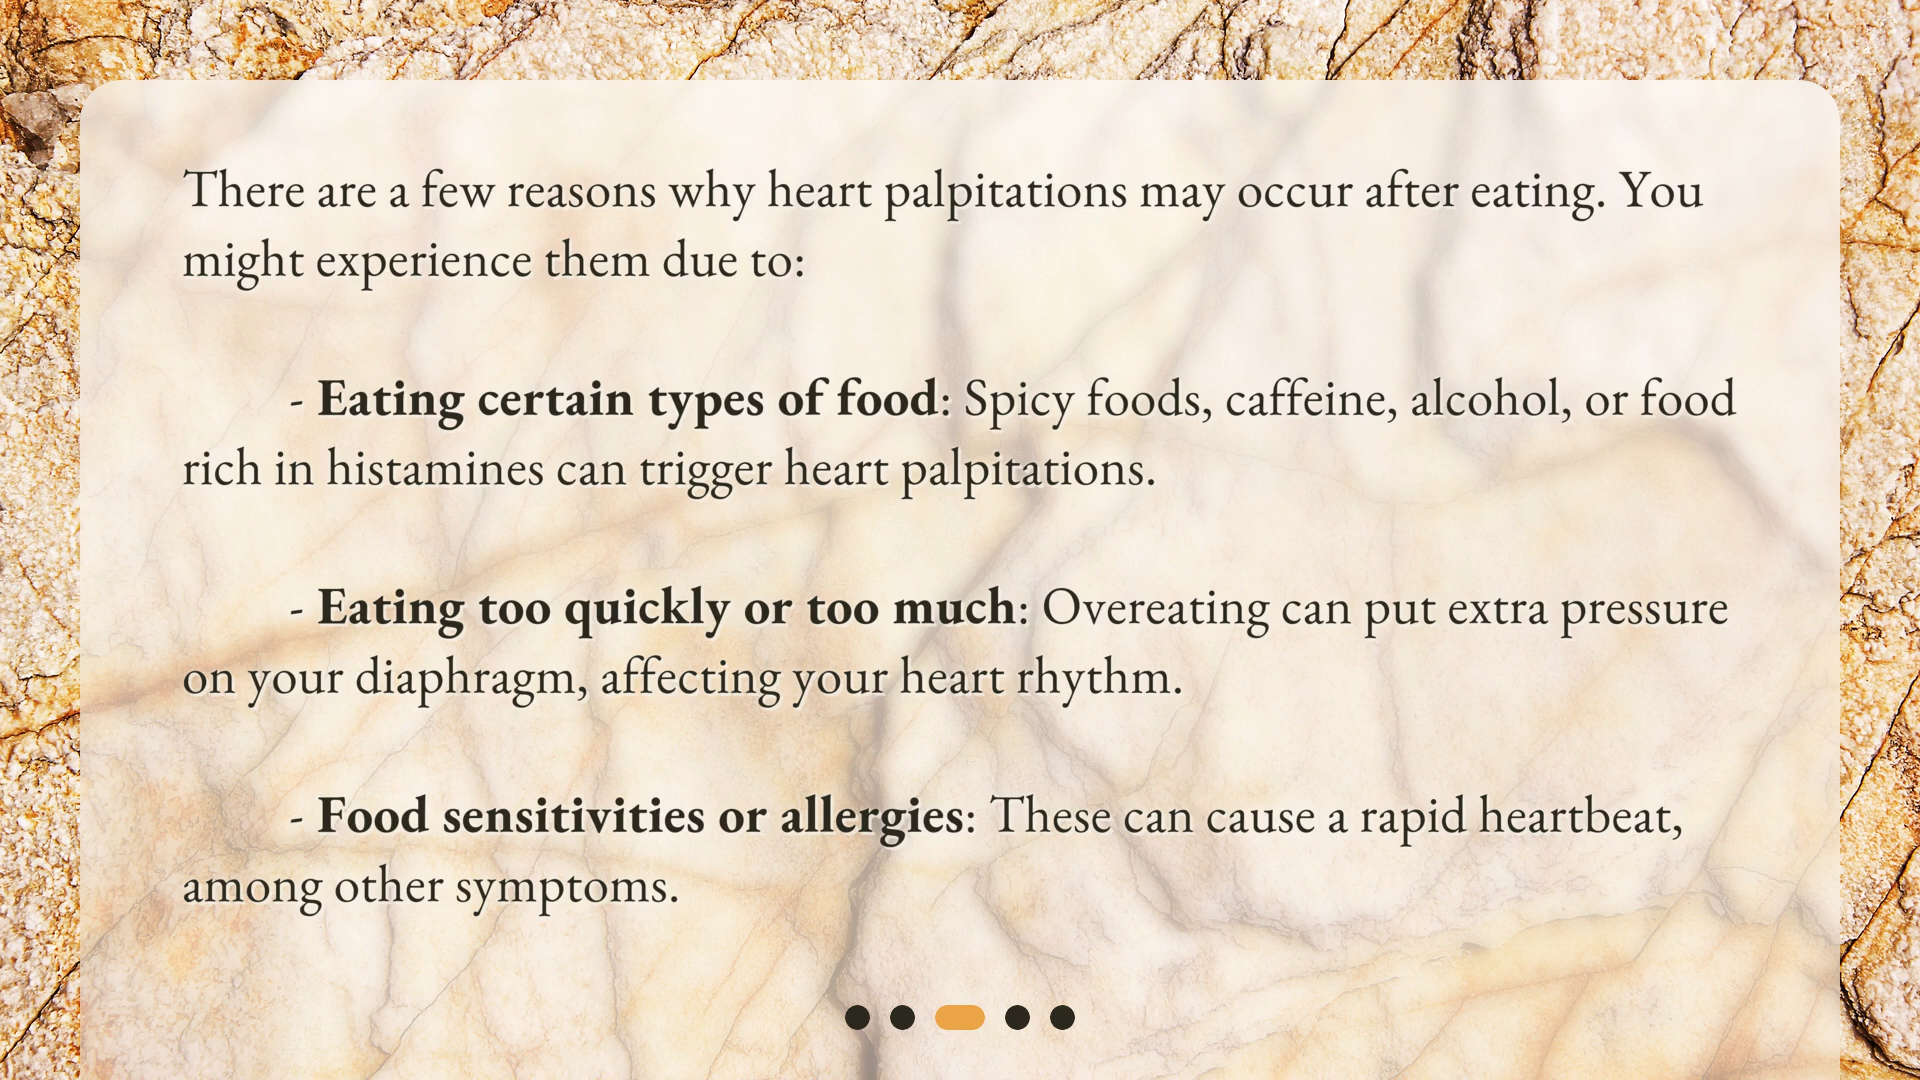 There are a few reasons why heart palpitations may occur after eating. You
might experience them due to:
- Eating certain types of food: Spicy foods, caffeine, alcohol, or food
rich in histamines can trigger heart palpitations.
- Eating too quickly or too much: Overeating can put extra pressure
on your diaphragm, affecting your heart rhythm.
- Food sensitivities or allergies: These can cause a rapid heartbeat,
among other symptoms.